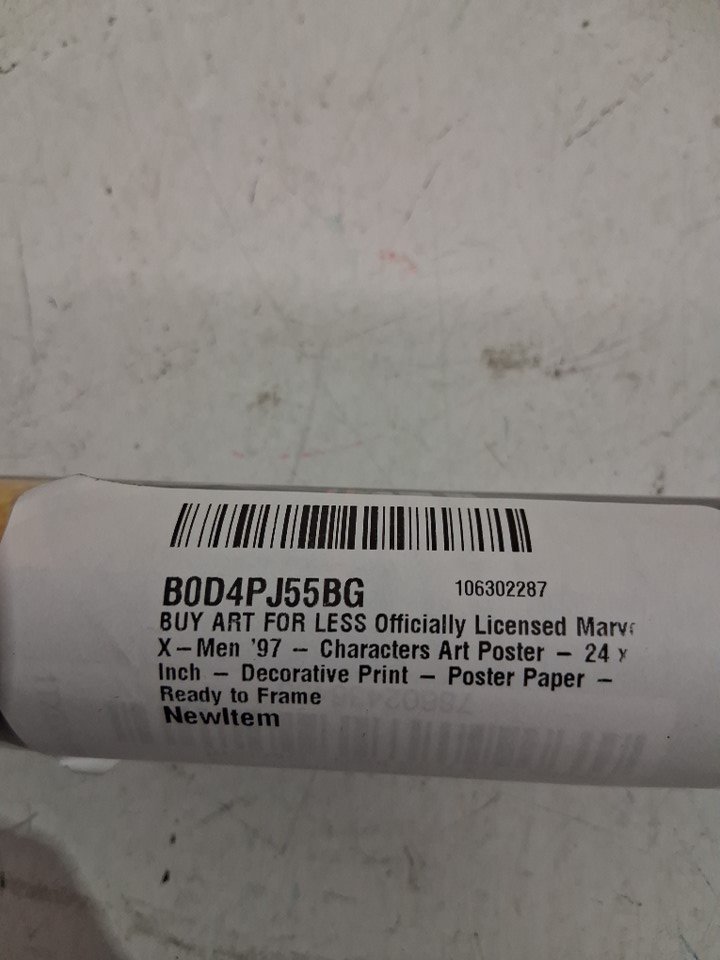 B0D4PJ55BG 106302287
BUY ART FOR LESS Officially Licensed
X-Men '97 - Characters Art Poster - 24 x
Inch - Decorative Print - Poster Paper -
Ready to Frame
NewItem